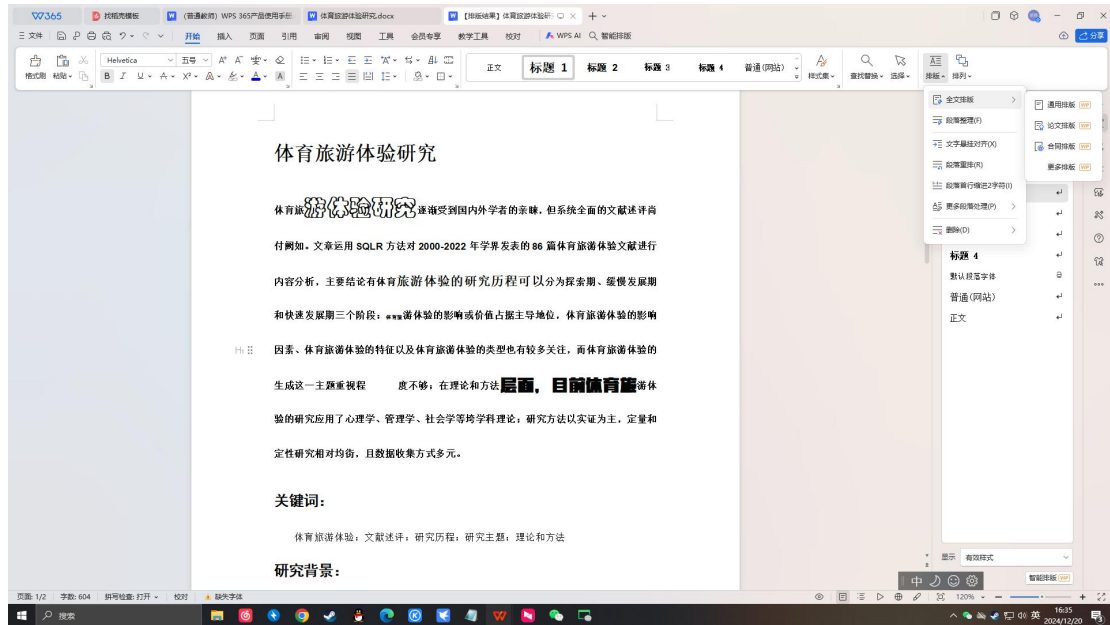 WPS365 找稻壳模板 (普通教师) WPS 365产品使用手册. 体育旅游体验研究.docx 【排版结果】体育旅游体验研究
文件 开始 插入 页面 引用 审阅 视图 工具 会员专享 教学工具 校对 WPS AI 智能排版 分享
格式刷 粘贴 Helvetica 五号 正文 标题 1 标题 2 标题 3 标题 4 普通(网站) 样式集 查找替换 选择 排版 排列
全文排版
段落整理(F)
文字悬挂对齐(X)
段落重排(R)
段落首行缩进2字符(I)
更多段落处理(P)
删除(D)
通用排版 VIP
论文排版 VIP
合同排版 VIP
更多排版 VIP
体育旅游体验研究
体育旅游体验研究逐渐受到国内外学者的亲睐,但系统全面的文献述评尚
付阙如。文章运用 SQLR 方法对 2000-2022 年学界发表的 86 篇体育旅游体验文献进行
内容分析,主要结论有体育旅游体验的研究历程可以分为探索期、缓慢发展期
和快速发展期三个阶段;体育旅游体验的影响或价值占据主导地位,体育旅游体验的影响
因素、体育旅游体验的特征以及体育旅游体验的类型也有较多关注,而体育旅游体验的
生成这一主题重视程 度不够;在理论和方法层面,目前体育旅游体
验的研究应用了心理学、管理学、社会学等垮学科理论;研究方法以实证为主,定量和
定性研究相对均衡,且数据收集方式多元。
关键词:
体育旅游体验;文献述评;研究历程;研究主题;理论和方法
研究背景:
标题 4
默认段落字体
普通(网站)
正文
显示 有效样式
智能排版 VIP
中
页面: 1/2 字数: 604 拼写检查: 打开 校对 缺失字体 120%
搜索 英 16:35
2024/12/20